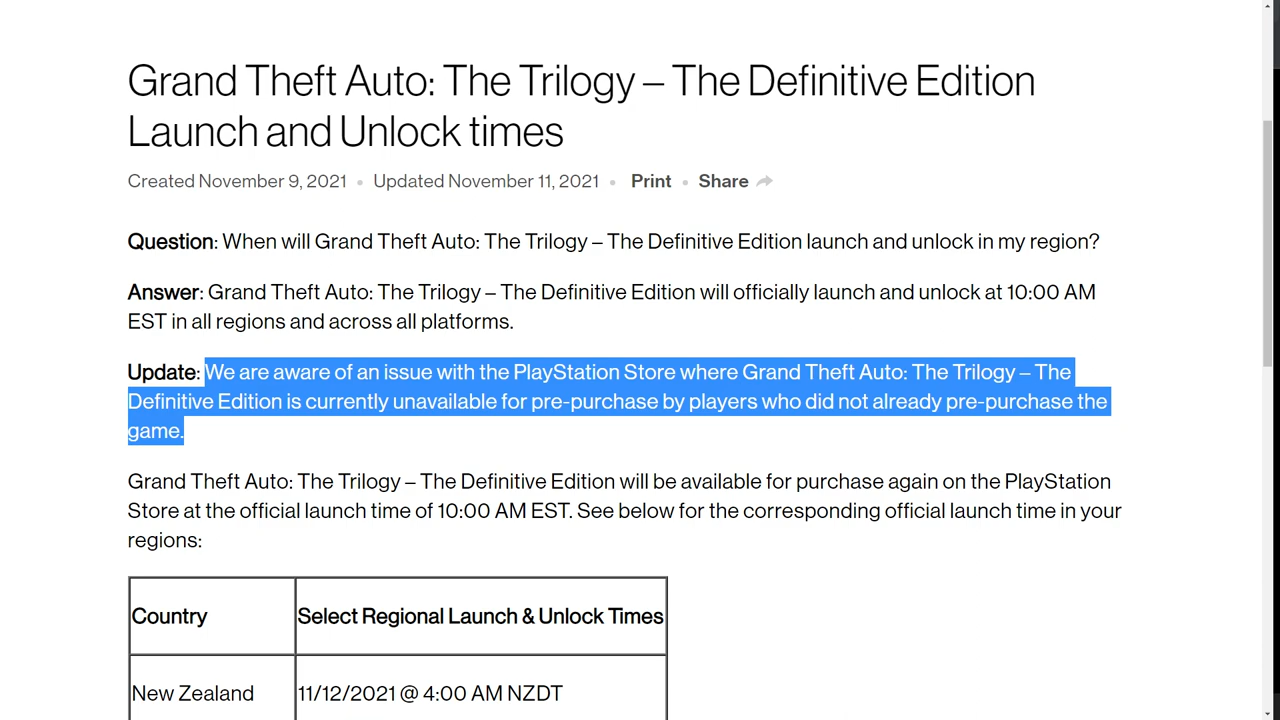 Grand Theft Auto: The Trilogy – The Definitive Edition
Launch and Unlock times
Created November 9, 2021 • Updated November 11, 2021 • Print • Share
Question: When will Grand Theft Auto: The Trilogy – The Definitive Edition launch and unlock in my region?
Answer: Grand Theft Auto: The Trilogy – The Definitive Edition will officially launch and unlock at 10:00 AM
EST in all regions and across all platforms.
Update: We are aware of an issue with the PlayStation Store where Grand Theft Auto: The Trilogy – The
Definitive Edition is currently unavailable for pre-purchase by players who did not already pre-purchase the
game.
Grand Theft Auto: The Trilogy – The Definitive Edition will be available for purchase again on the PlayStation
Store at the official launch time of 10:00 AM EST. See below for the corresponding official launch time in your
regions:
Country Select Regional Launch & Unlock Times
New Zealand 11/12/2021 @ 4:00 AM NZDT